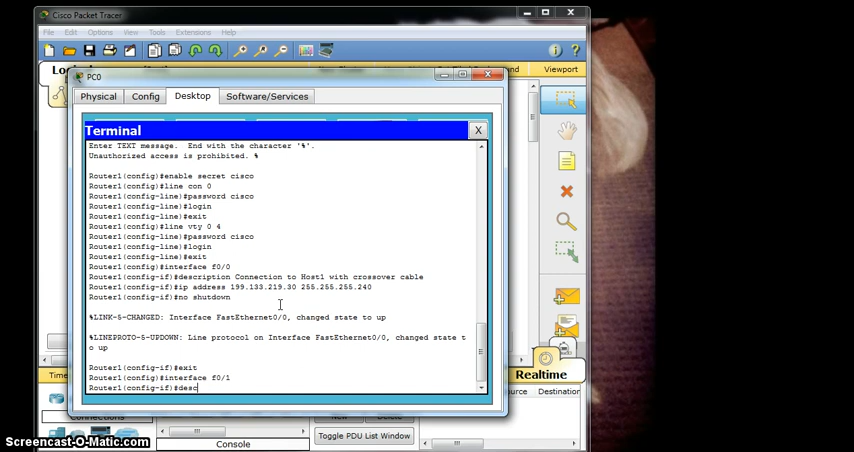 Cisco Packet Tracer
File Edit Options View Tools Extensions Help
Viewport
PC0
Physical Config Desktop Software/Services
Terminal
X
Enter TEXT message. End with the character '%'.
Unauthorized access is prohibited. %
Router1(config)#enable secret cisco
Router1(config)#line con 0
Router1(config-line)#password cisco
Router1(config-line)#login
Router1(config-line)#exit
Router1(config)#line vty 0 4
Router1(config-line)#password cisco
Router1(config-line)#login
Router1(config-line)#exit
Router1(config)#interface f0/0
Router1(config-if)#description Connection to Host1 with crossover cable
Router1(config-if)#ip address 199.133.219.30 255.255.255.240
Router1(config-if)#no shutdown
%LINK-5-CHANGED: Interface FastEthernet0/0, changed state to up
%LINEPROTO-5-UPDOWN: Line protocol on Interface FastEthernet0/0, changed state t
o up
Router1(config-if)#exit
Router1(config)#interface f0/1
Router1(config-if)#desc
Time
Realtime
Source Destination
Connections
New Delete
Toggle PDU List Window
Console
Screencast-O-Matic.com